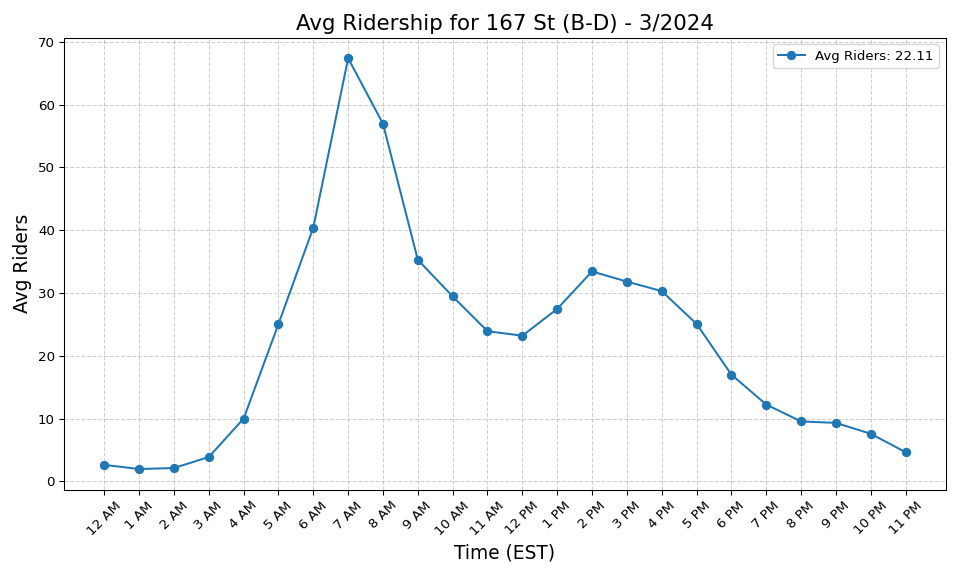 Avg Ridership for 167 St (B-D) - 3/2024
Avg Riders: 22.11
Avg Riders
70
60
50
40
30
20
10
0
12 AM
1 AM
2 AM
3 AM
4 AM
5 AM
6 AM
7 AM
8 AM
9 AM
10 AM
11 AM
12 PM
1 PM
2 PM
3 PM
4 PM
5 PM
6 PM
7 PM
8 PM
9 PM
10 PM
11 PM
Time (EST)